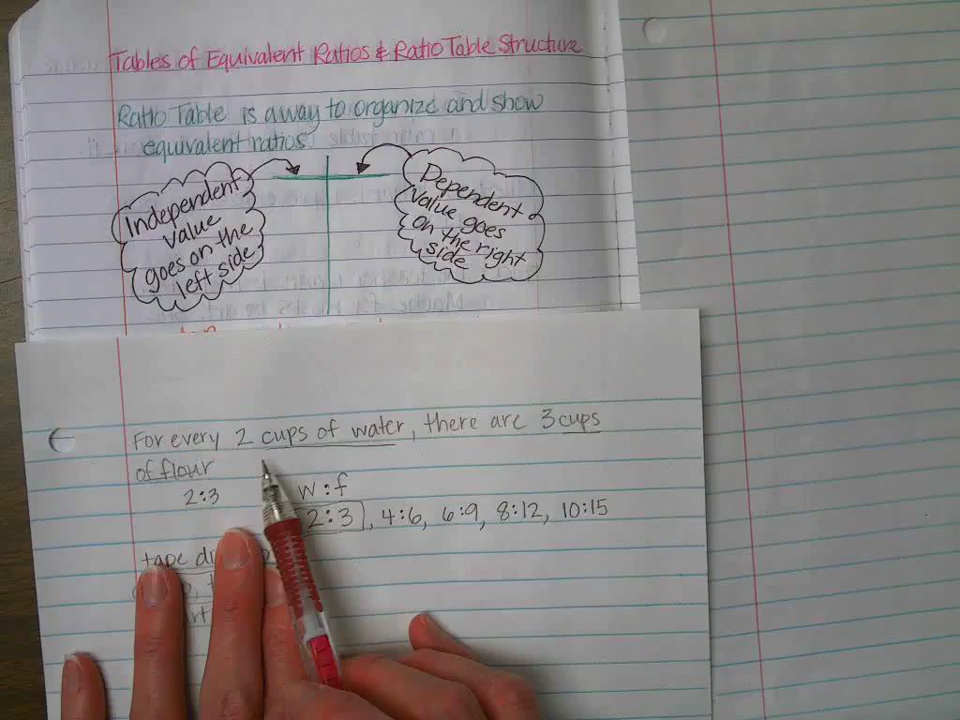 Tables of Equivalent Ratios & Ratio Table Structure
Ratio Table is a way to organize and show
equivalent ratios.
Independent
value
goes on the
left side
Dependent
value goes
on the right
side
For every 2 cups of water, there are 3 cups
of flour
2:3
w:f
2:3, 4:6, 6:9, 8:12, 10:15
tape